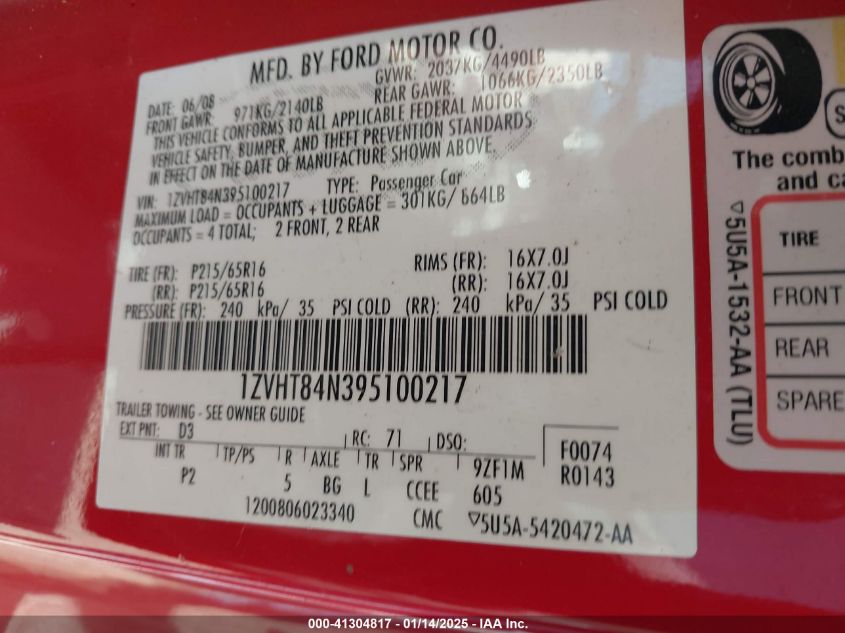 MFD. BY FORD MOTOR CO.
DATE: 06/08 GVWR: 2037KG/4490LB
FRONT GAWR: 971KG/2140LB REAR GAWR: 1066KG/2350LB
THIS VEHICLE CONFORMS TO ALL APPLICABLE FEDERAL MOTOR
VEHICLE SAFETY, BUMPER, AND THEFT PREVENTION STANDARDS
IN EFFECT ON THE DATE OF MANUFACTURE SHOWN ABOVE.
VIN: 1ZVHT84N395100217 TYPE: Passenger Car
MAXIMUM LOAD = OCCUPANTS + LUGGAGE = 301KG/ 664LB
OCCUPANTS = 4 TOTAL; 2 FRONT, 2 REAR
TIRE (FR): P215/65R16 RIMS (FR): 16X7.0J
(RR): P215/65R16 (RR): 16X7.0J
PRESSURE (FR): 240 kPa/ 35 PSI COLD (RR): 240 kPa/ 35 PSI COLD
1ZVHT84N395100217
TRAILER TOWING - SEE OWNER GUIDE
EXT PNT: D3 RC: 71 DSO: F0074
INT TR TP/PS R AXLE TR SPR 9ZF1M R0143
P2 5 BG L CCEE 605
1200806023340 CMC ▽5U5A-5420472-AA
The comb
and ca
▽5U5A-1532-AA (TLU)
TIRE
FRONT
REAR
SPARE
000-41304817 - 01/14/2025 - IAA, Inc.